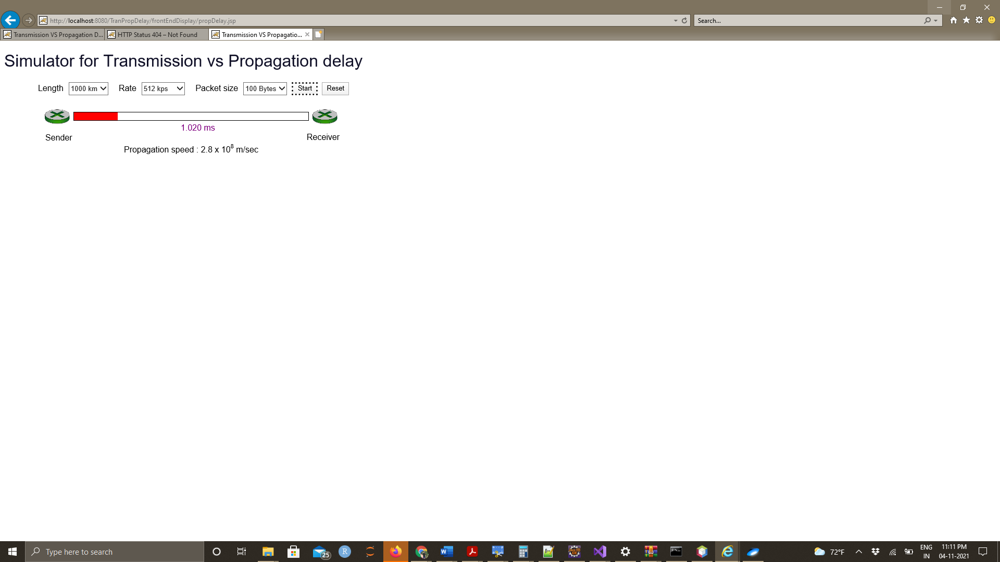 http://localhost:8080/TranPropDelay/frontEndDisplay/propDelay.jsp
Search...
Transmission VS Propagation D...
HTTP Status 404 – Not Found
Transmission VS Propagatio...
Simulator for Transmission vs Propagation delay
Length 1000 km Rate 512 kps Packet size 100 Bytes Start Reset
1.020 ms
Sender Receiver
Propagation speed : 2.8 x 10⁸ m/sec
Type here to search
25
72°F
ENG
IN
11:11 PM
04-11-2021